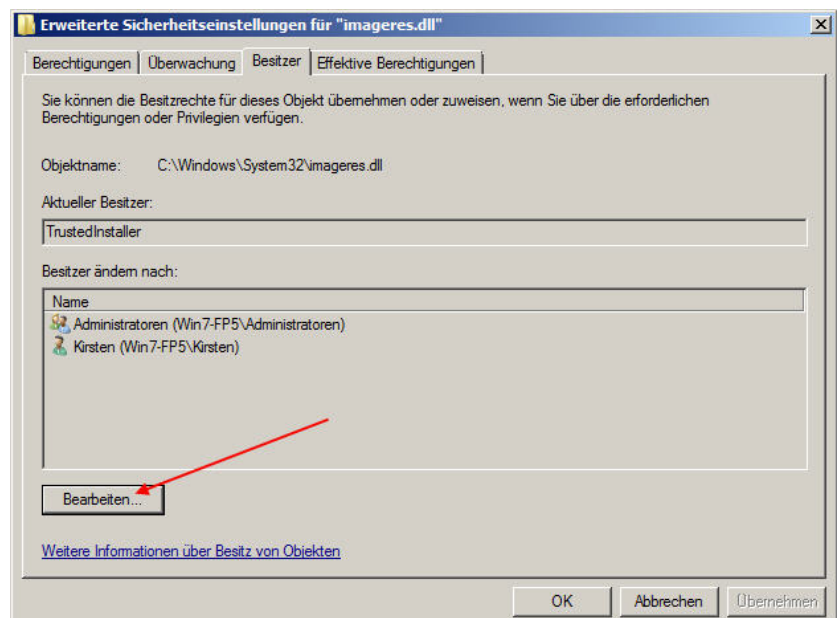 Erweiterte Sicherheitseinstellungen für "imageres.dll"
Berechtigungen Überwachung Besitzer Effektive Berechtigungen
Sie können die Besitzrechte für dieses Objekt übernehmen oder zuweisen, wenn Sie über die erforderlichen
Berechtigungen oder Privilegien verfügen.
Objektname: C:\Windows\System32\imageres.dll
Aktueller Besitzer:
TrustedInstaller
Besitzer ändern nach:
Name
Administratoren (Win7-FP5\Administratoren)
Kirsten (Win7-FP5\Kirsten)
Bearbeiten...
Weitere Informationen über Besitz von Objekten
OK Abbrechen Übernehmen